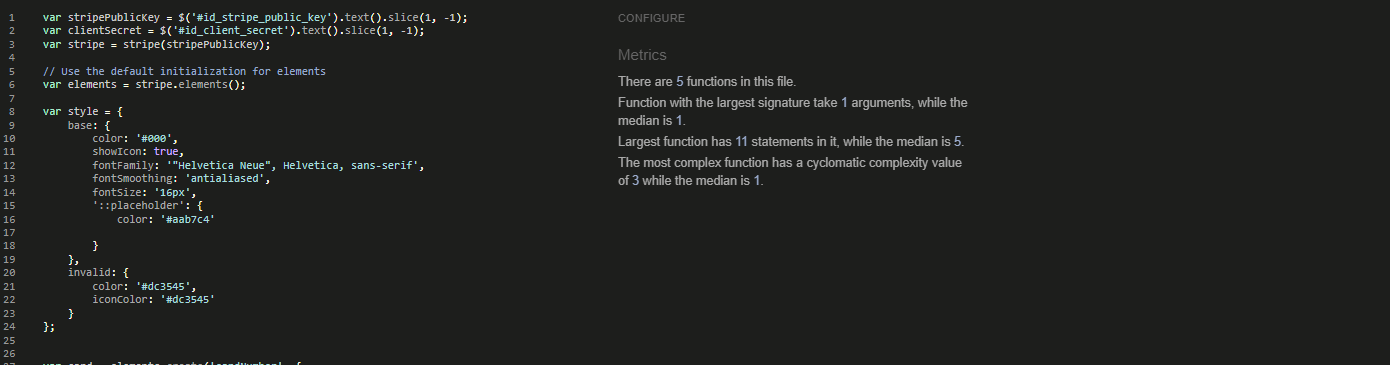 1 var stripePublicKey = $('#id_stripe_public_key').text().slice(1, -1);
2 var clientSecret = $('#id_client_secret').text().slice(1, -1);
3 var stripe = stripe(stripePublicKey);
4
5 // Use the default initialization for elements
6 var elements = stripe.elements();
7
8 var style = {
9 base: {
10 color: '#000',
11 showIcon: true,
12 fontFamily: '"Helvetica Neue", Helvetica, sans-serif',
13 fontSmoothing: 'antialiased',
14 fontSize: '16px',
15 '::placeholder': {
16 color: '#aab7c4'
17
18 }
19 },
20 invalid: {
21 color: '#dc3545',
22 iconColor: '#dc3545'
23 }
24 };
25
26
CONFIGURE
Metrics
There are 5 functions in this file.
Function with the largest signature take 1 arguments, while the
median is 1.
Largest function has 11 statements in it, while the median is 5.
The most complex function has a cyclomatic complexity value
of 3 while the median is 1.